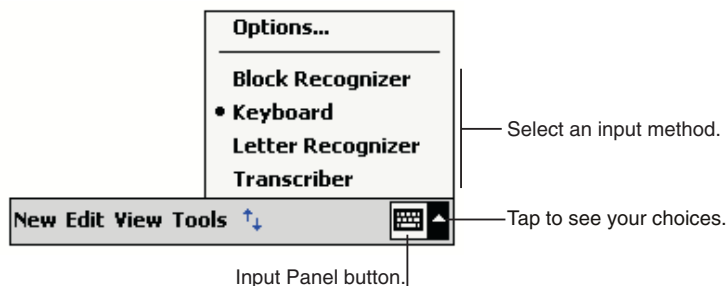 Options...
Block Recognizer
Keyboard
Letter Recognizer
Transcriber
Select an input method.
New Edit View Tools
Tap to see your choices.
Input Panel button.